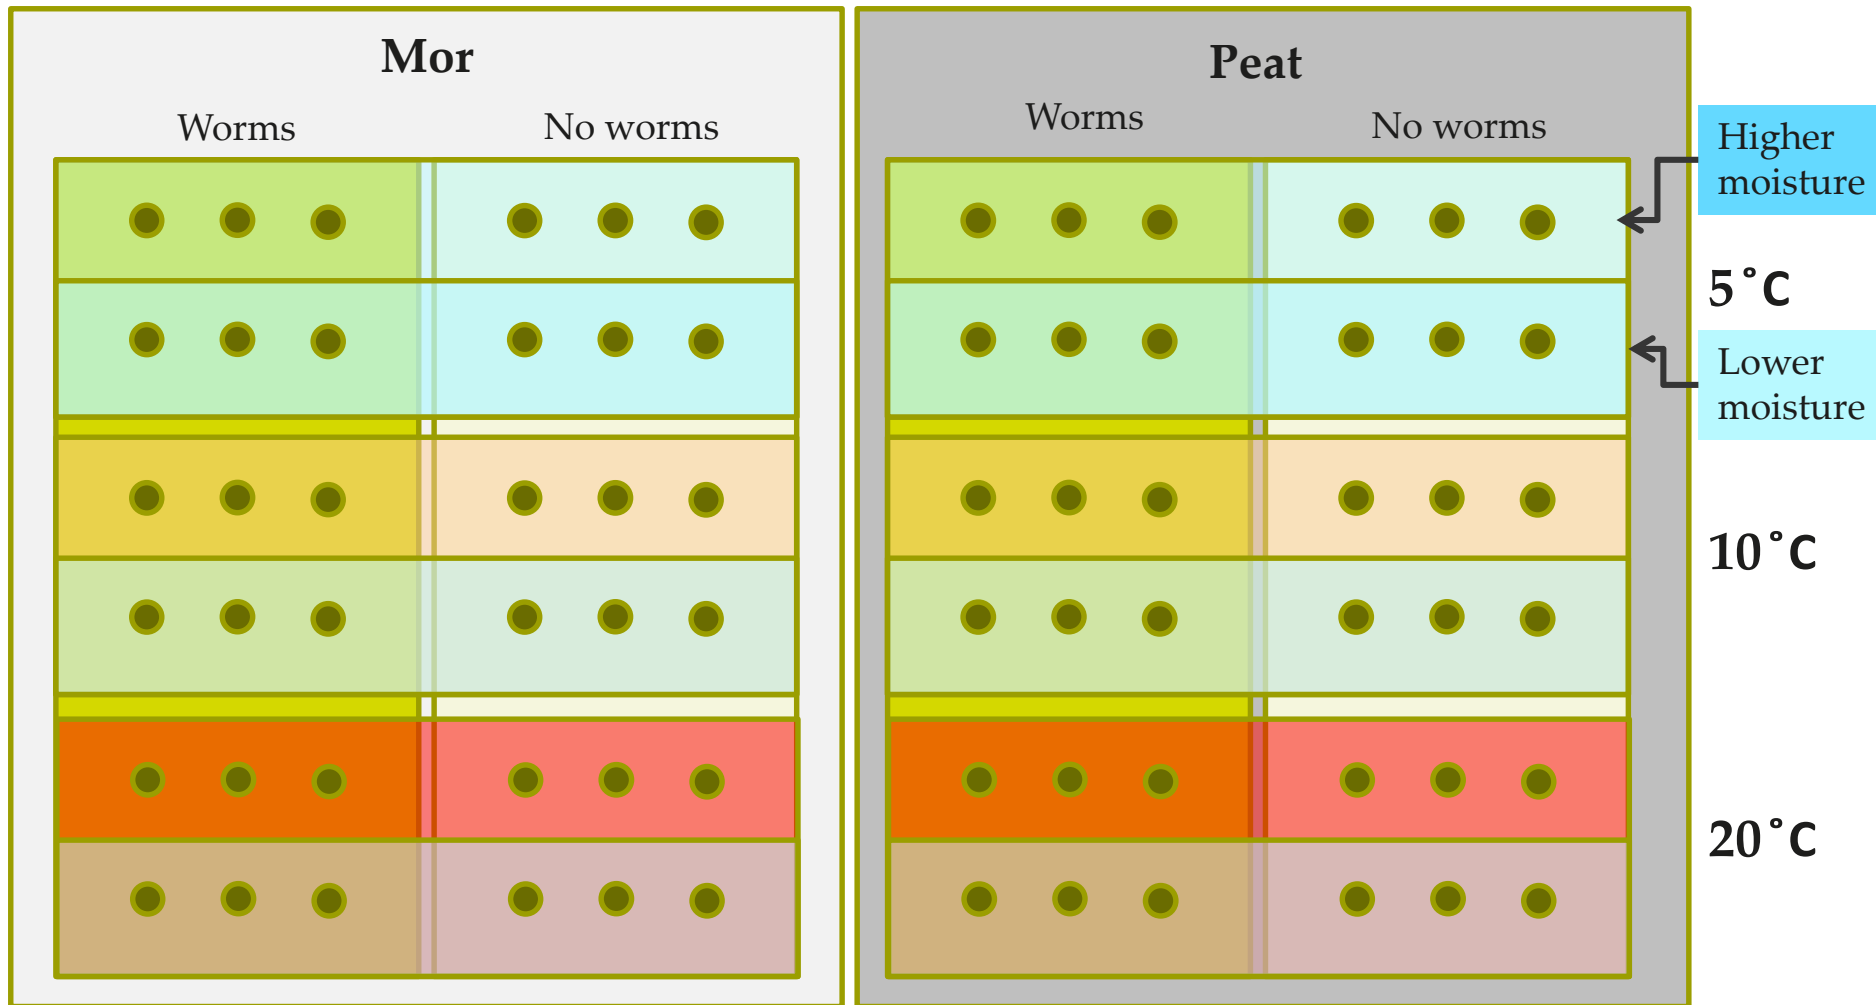 Mor
Peat
Worms
No worms
Worms
No worms
Higher
moisture
5˚C
Lower
moisture
10˚C
20˚C